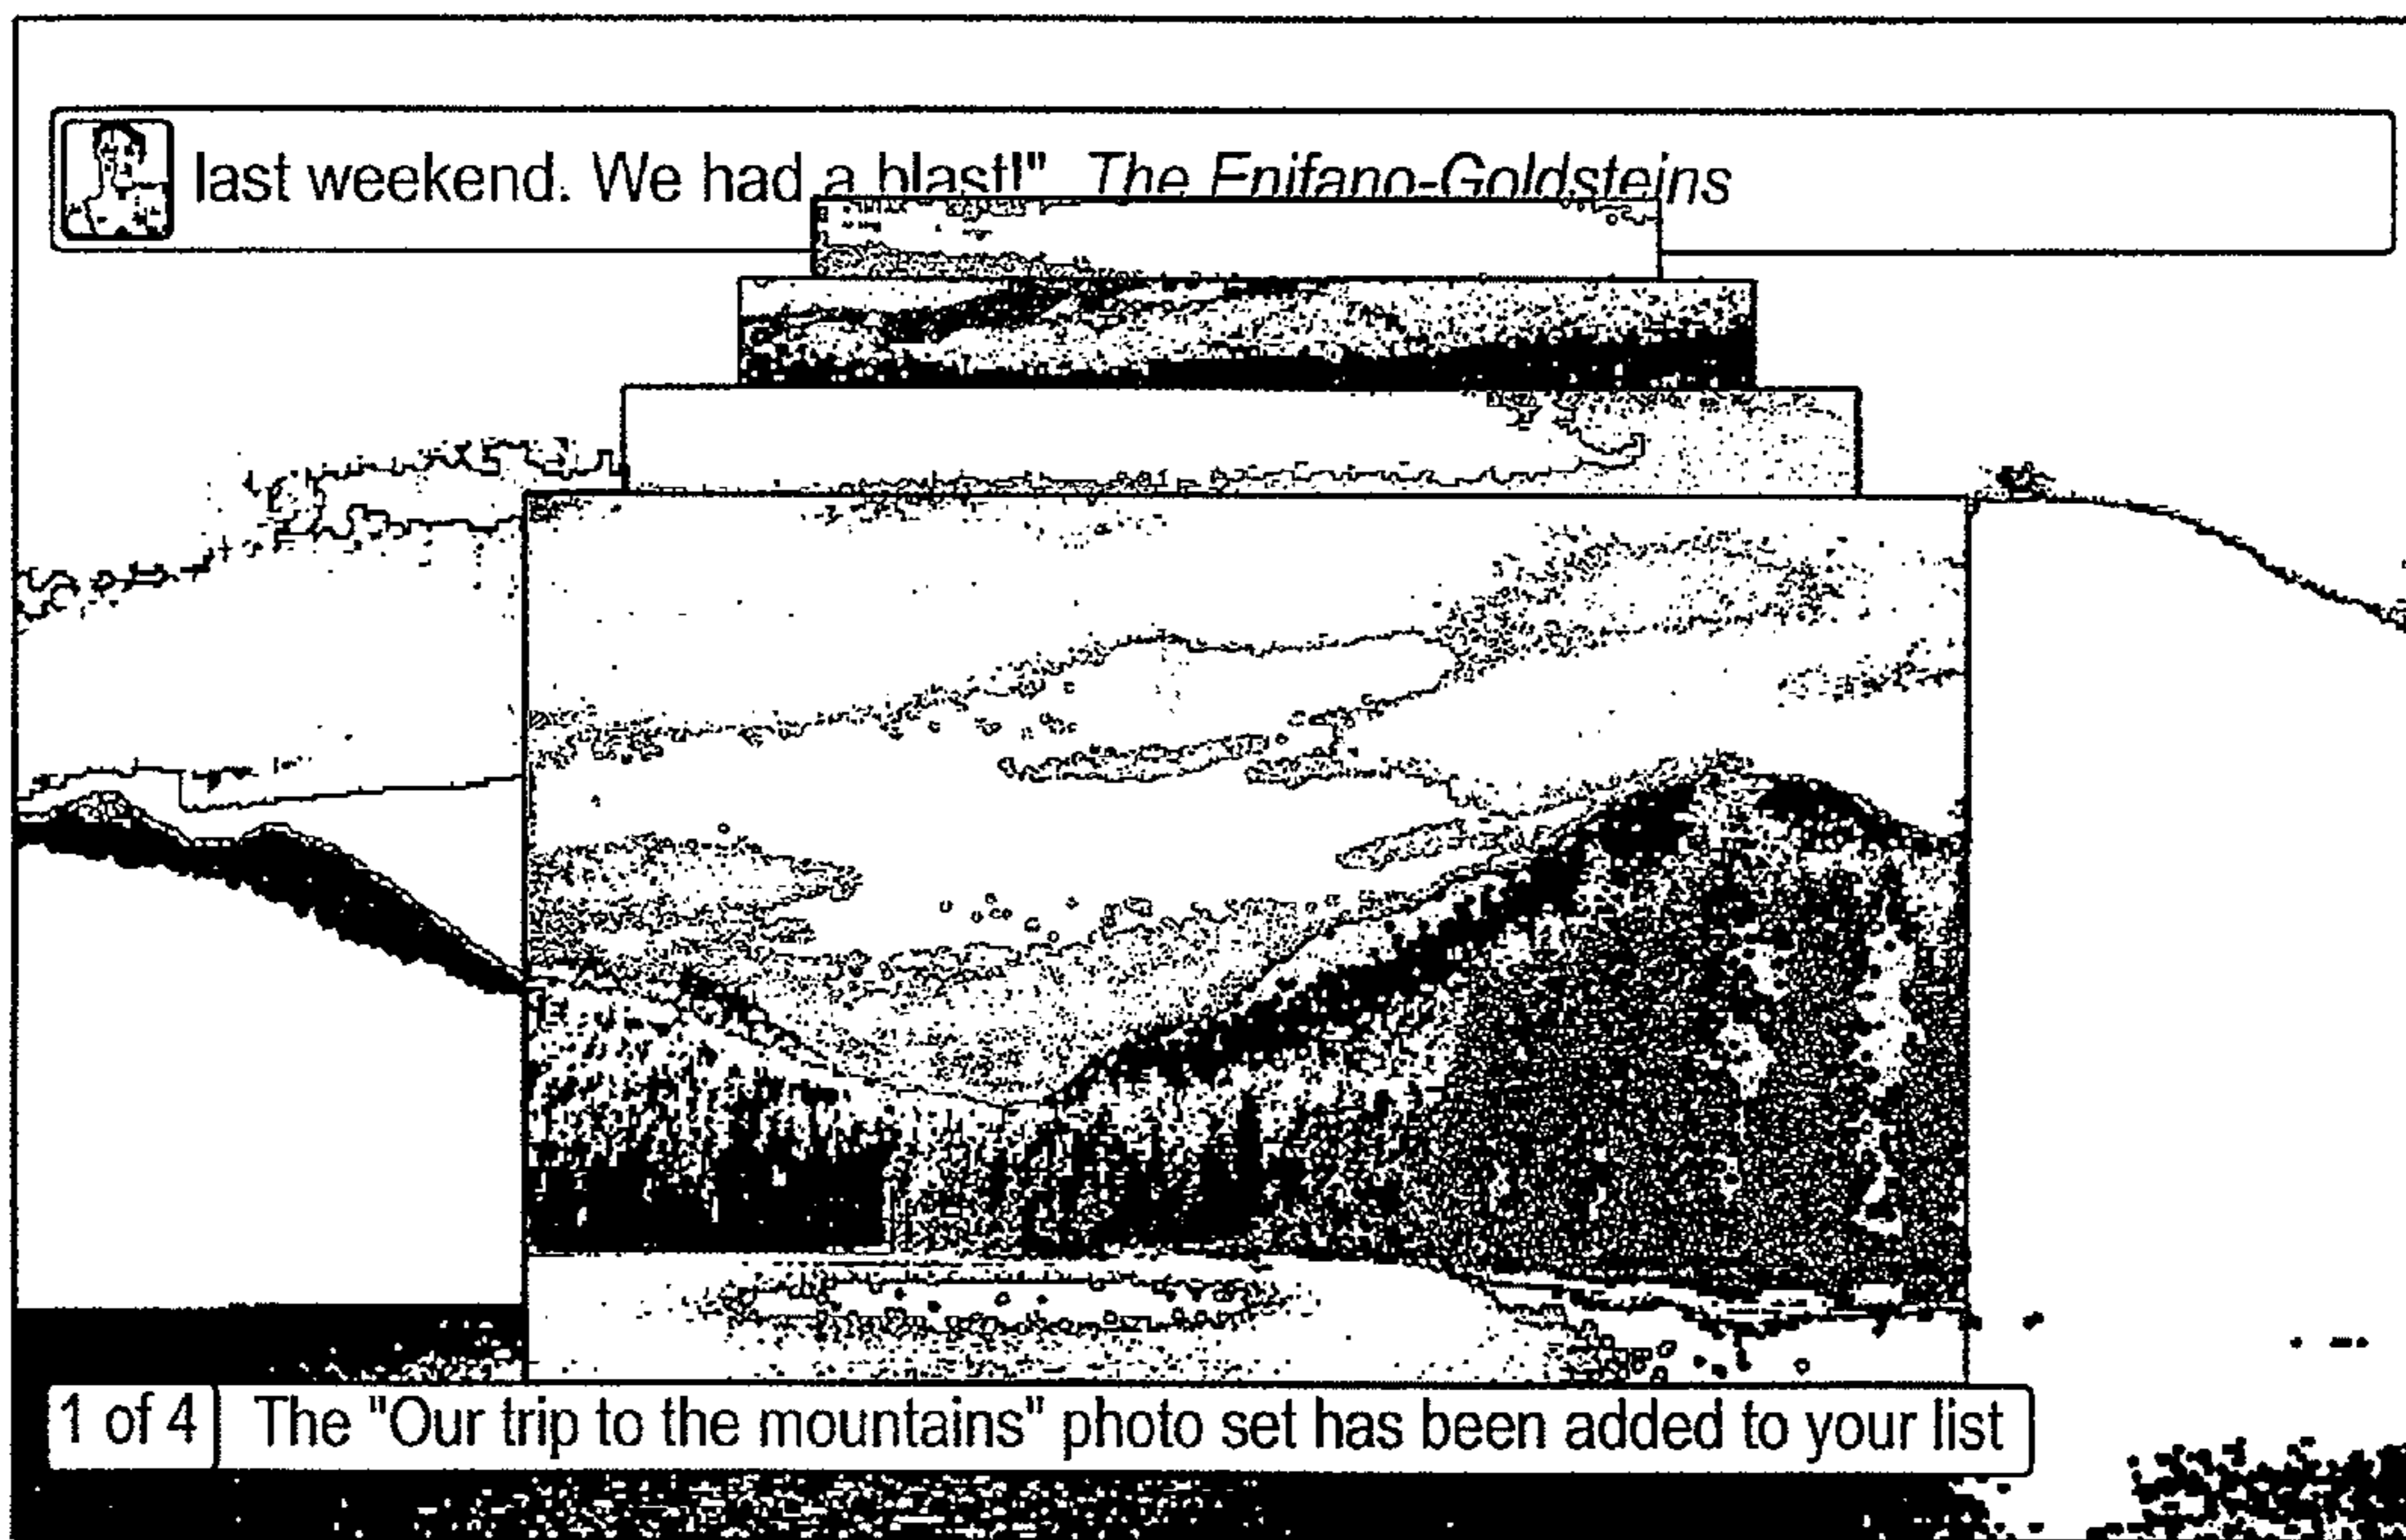 last weekend. We had a blast!" The Enifano-Goldsteins
1 of 4 The "Our trip to the mountains" photo set has been added to your list